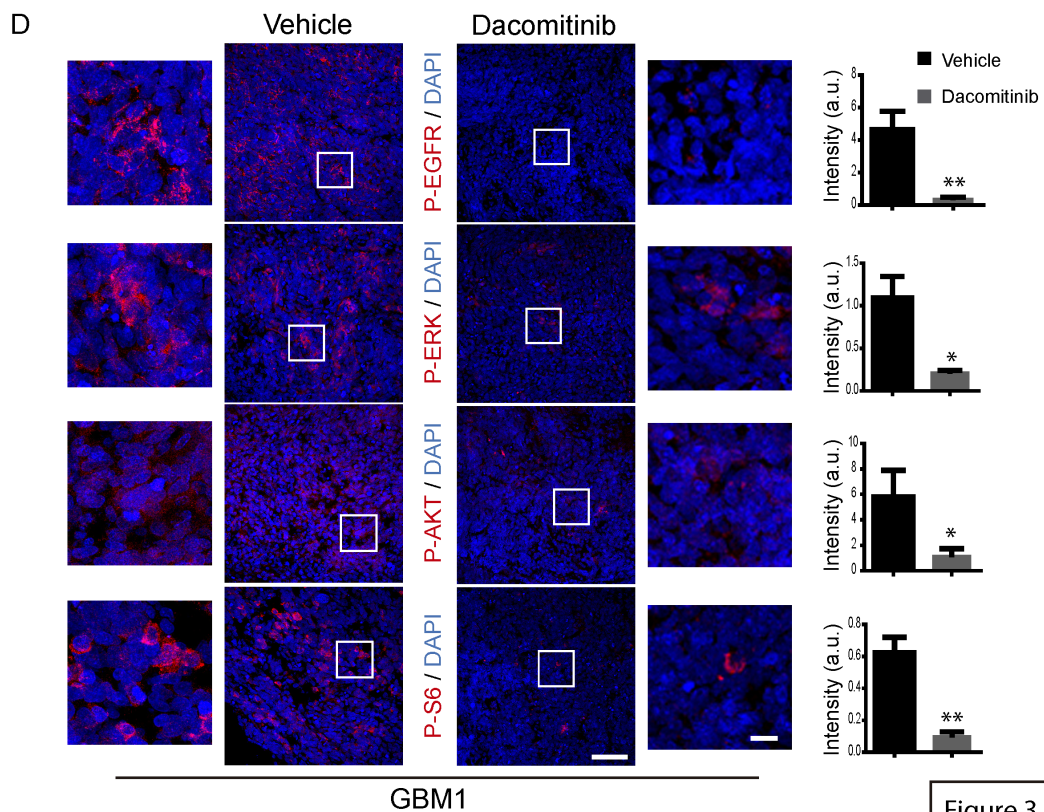 D
Vehicle
Dacomitinib
P-EGFR / DAPI
P-ERK / DAPI
P-AKT / DAPI
P-S6 / DAPI
GBM1
Vehicle
Dacomitinib
Intensity (a.u.)
8
6
4
2
0
**
Intensity (a.u.)
1.5
1.0
0.5
0.0
*
Intensity (a.u.)
10
8
6
4
2
0
*
Intensity (a.u.)
0.8
0.6
0.4
0.2
0.0
**
Figure 3